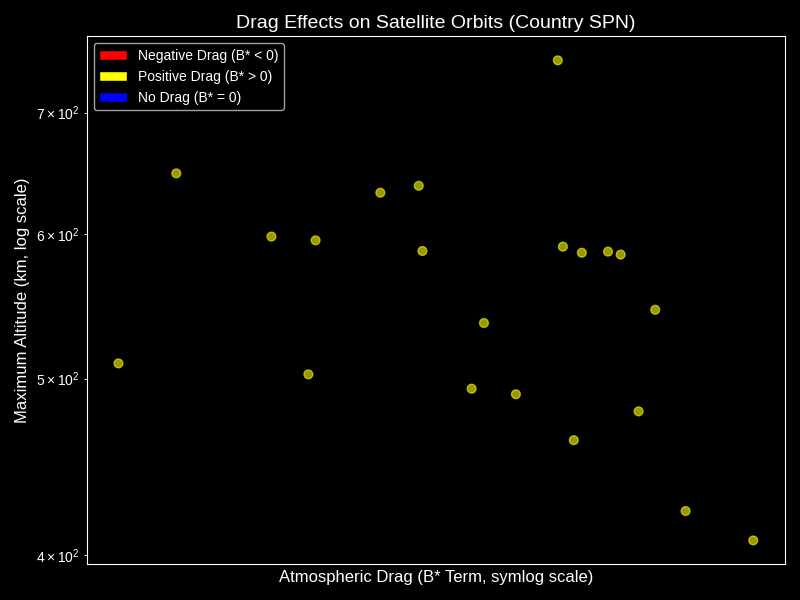 Drag Effects on Satellite Orbits (Country SPN)
Negative Drag (B* < 0)
Positive Drag (B* > 0)
No Drag (B* = 0)
Maximum Altitude (km, log scale)
7 × 10²
6 × 10²
5 × 10²
4 × 10²
Atmospheric Drag (B* Term, symlog scale)